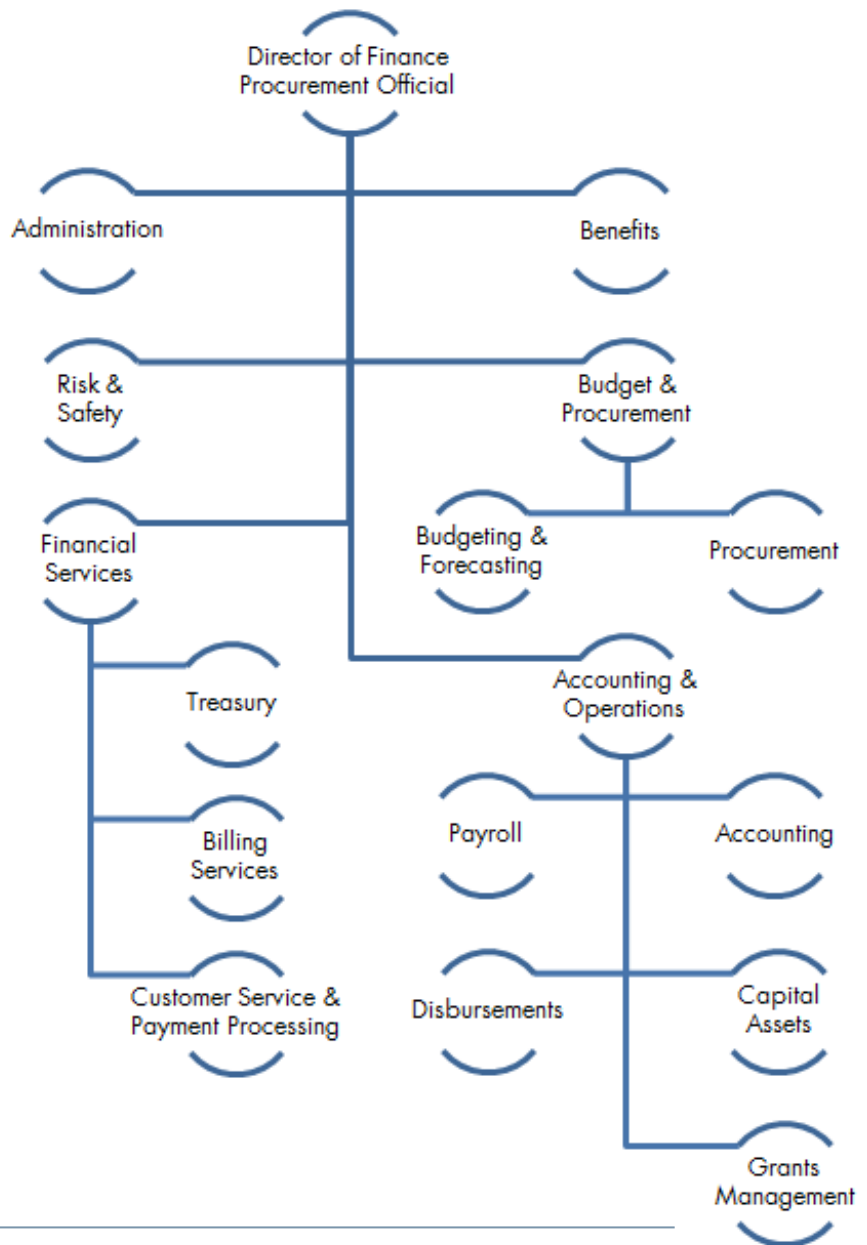 Director of Finance
Procurement Official
Administration
Benefits
Risk &
Safety
Budget &
Procurement
Financial
Services
Budgeting &
Forecasting
Procurement
Treasury
Accounting &
Operations
Billing
Services
Payroll
Accounting
Customer Service &
Payment Processing
Disbursements
Capital
Assets
Grants
Management